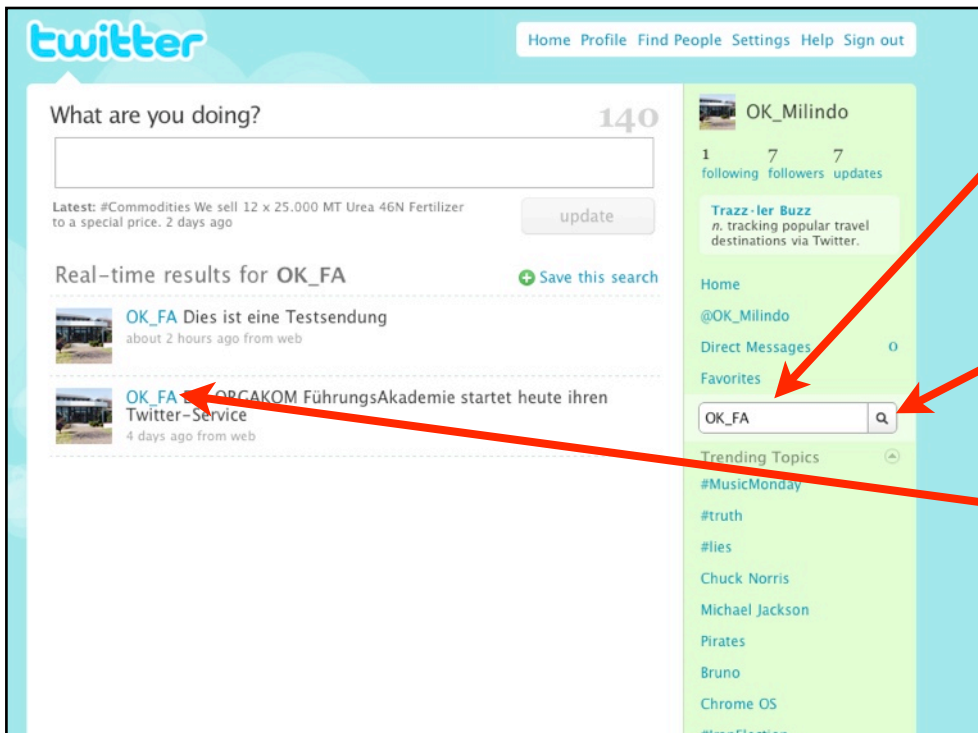 twitter
Home Profile Find People Settings Help Sign out
What are you doing?
140
Latest: #Commodities We sell 12 x 25.000 MT Urea 46N Fertilizer
to a special price. 2 days ago
update
Real-time results for OK_FA
Save this search
OK_FA Dies ist eine Testsendung
about 2 hours ago from web
OK_FA ORGAKOM FührungsAkademie startet heute ihren
Twitter-Service
4 days ago from web
OK_Milindo
1 7 7
following followers updates
Trazz·ler Buzz
n. tracking popular travel
destinations via Twitter.
Home
@OK_Milindo
Direct Messages 0
Favorites
OK_FA
Trending Topics
#MusicMonday
#truth
#lies
Chuck Norris
Michael Jackson
Pirates
Bruno
Chrome OS